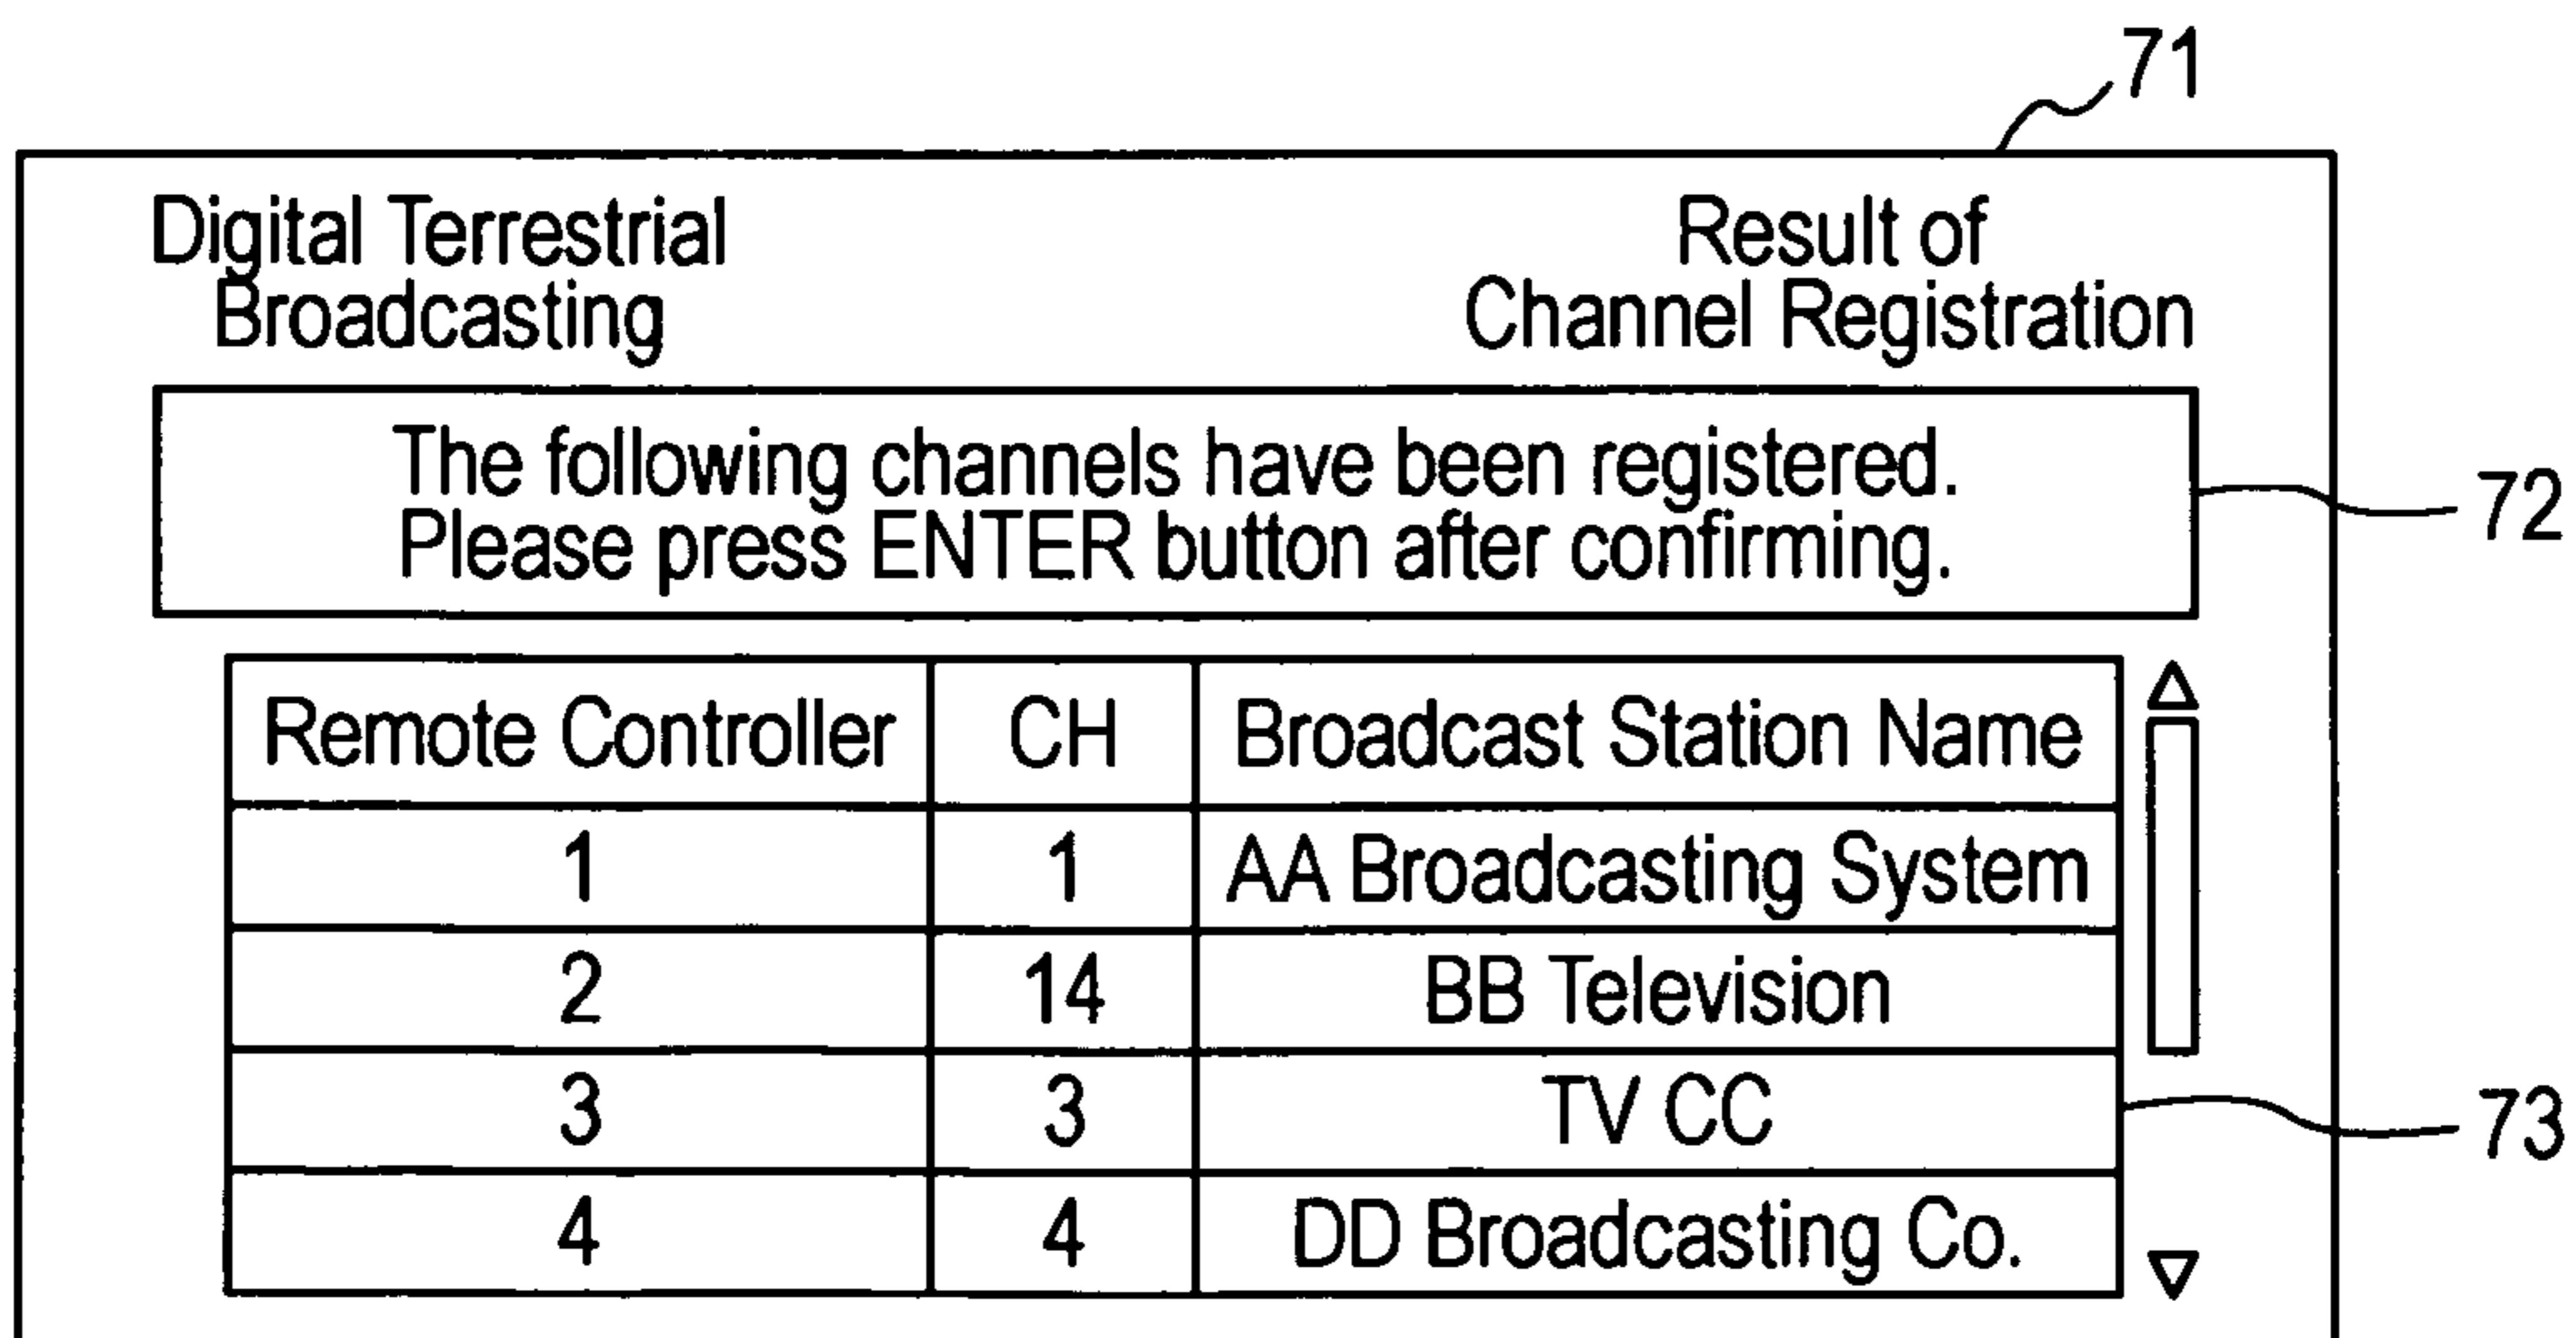 71
Digital Terrestrial
Broadcasting
Result of
Channel Registration
The following channels have been registered.
Please press ENTER button after confirming.
72
Remote Controller CH Broadcast Station Name
1 1 AA Broadcasting System
2 14 BB Television
3 3 TV CC
73
4 4 DD Broadcasting Co.